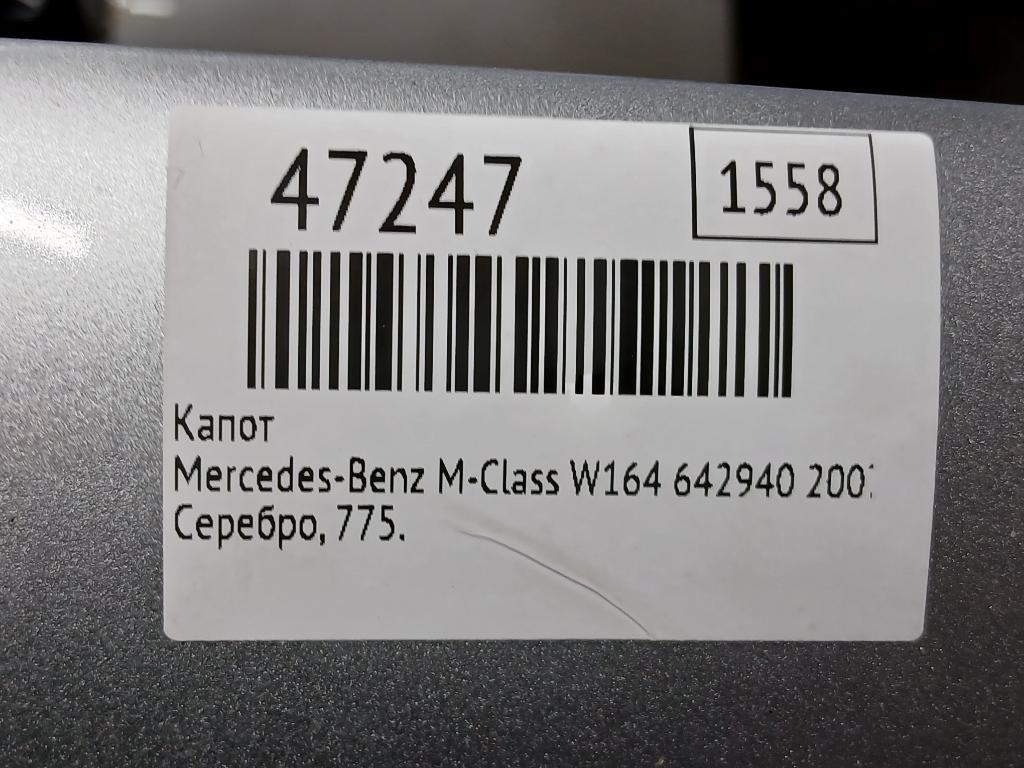 47247
1558
Капот
Mercedes-Benz M-Class W164 642940
Серебро, 775.